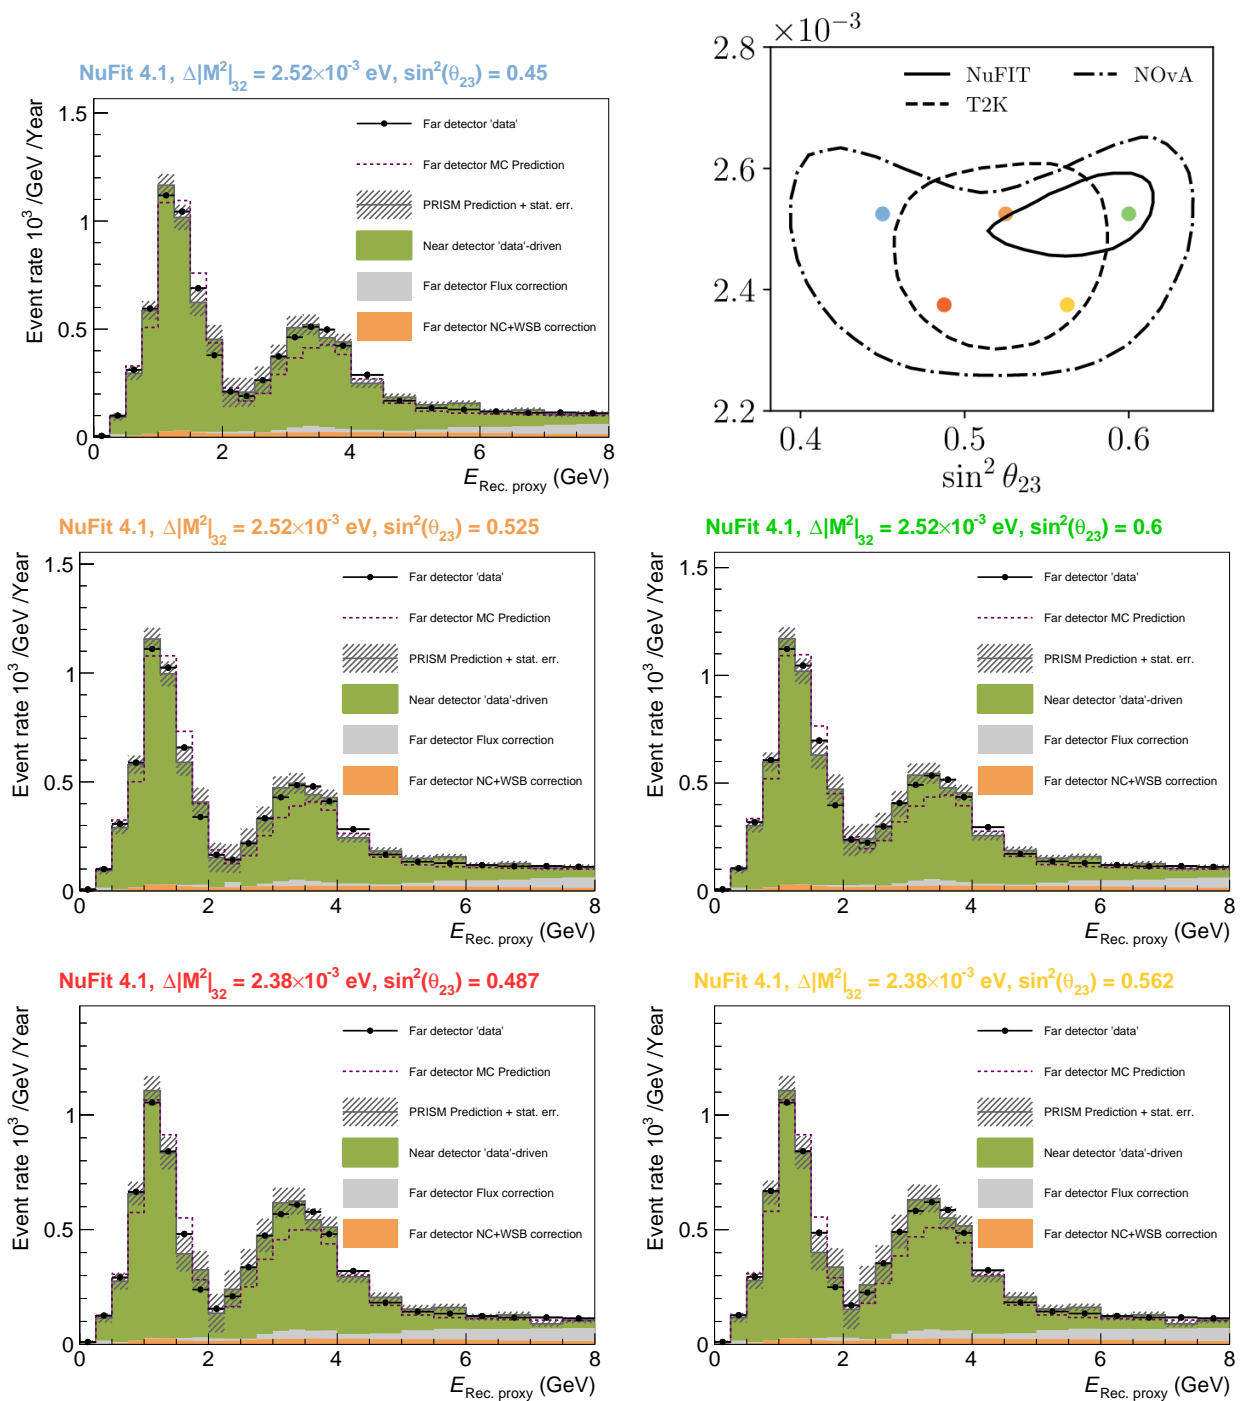 NuFit 4.1, Δ|M²|₃₂ = 2.52×10⁻³ eV, sin²(θ₂₃) = 0.45
Event rate 10³ /GeV /Year
1.5
1
0.5
0
Far detector 'data'
Far detector MC Prediction
PRISM Prediction + stat. err.
Near detector 'data'-driven
Far detector Flux correction
Far detector NC+WSB correction
0 2 4 6 8
E Rec. proxy (GeV)
×10⁻³
2.8
2.6
2.4
2.2
NuFIT
T2K
NOvA
0.4 0.5 0.6
sin² θ₂₃
NuFit 4.1, Δ|M²|₃₂ = 2.52×10⁻³ eV, sin²(θ₂₃) = 0.525
Event rate 10³ /GeV /Year
1.5
1
0.5
0
Far detector 'data'
Far detector MC Prediction
PRISM Prediction + stat. err.
Near detector 'data'-driven
Far detector Flux correction
Far detector NC+WSB correction
0 2 4 6 8
E Rec. proxy (GeV)
NuFit 4.1, Δ|M²|₃₂ = 2.52×10⁻³ eV, sin²(θ₂₃) = 0.6
Event rate 10³ /GeV /Year
1.5
1
0.5
0
Far detector 'data'
Far detector MC Prediction
PRISM Prediction + stat. err.
Near detector 'data'-driven
Far detector Flux correction
Far detector NC+WSB correction
0 2 4 6 8
E Rec. proxy (GeV)
NuFit 4.1, Δ|M²|₃₂ = 2.38×10⁻³ eV, sin²(θ₂₃) = 0.487
Event rate 10³ /GeV /Year
1
0.5
0
Far detector 'data'
Far detector MC Prediction
PRISM Prediction + stat. err.
Near detector 'data'-driven
Far detector Flux correction
Far detector NC+WSB correction
0 2 4 6 8
E Rec. proxy (GeV)
NuFit 4.1, Δ|M²|₃₂ = 2.38×10⁻³ eV, sin²(θ₂₃) = 0.562
Event rate 10³ /GeV /Year
1
0.5
0
Far detector 'data'
Far detector MC Prediction
PRISM Prediction + stat. err.
Near detector 'data'-driven
Far detector Flux correction
Far detector NC+WSB correction
0 2 4 6 8
E Rec. proxy (GeV)